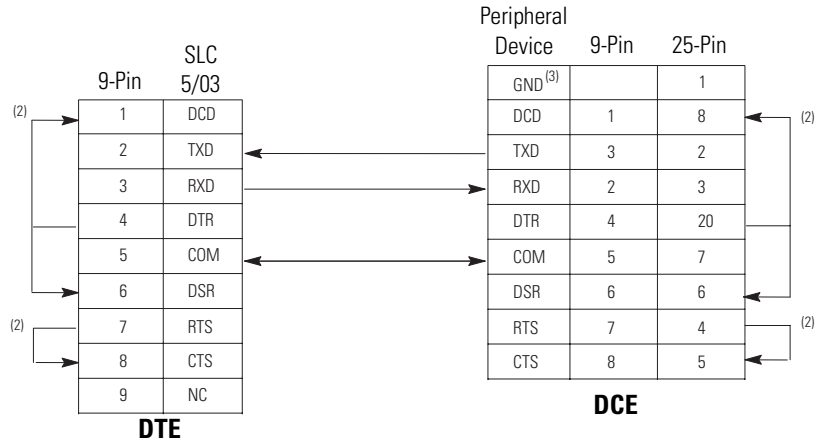 Peripheral
Device 9-Pin 25-Pin
SLC
9-Pin 5/03
GND(3) 1
(2) 1 DCD DCD 1 8 (2)
2 TXD TXD 3 2
3 RXD RXD 2 3
4 DTR DTR 4 20
5 COM COM 5 7
6 DSR DSR 6 6
(2) 7 RTS RTS 7 4 (2)
8 CTS CTS 8 5
9 NC
DCE
DTE